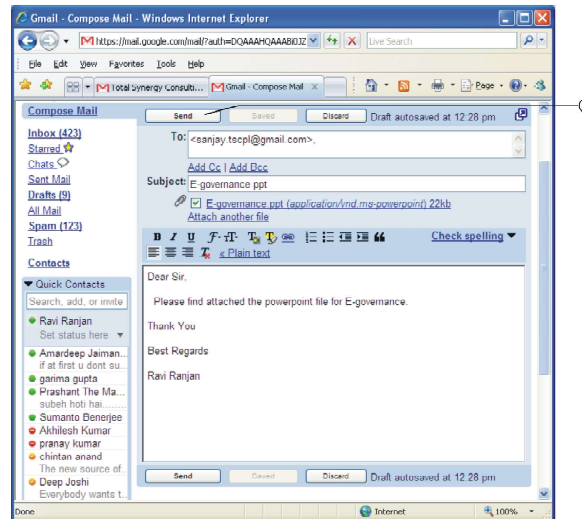 Gmail - Compose Mail - Windows Internet Explorer
https://mail.google.com/mail/?auth=DQAAAHQAAABi0JZ
Live Search
File Edit View Favorites Tools Help
Total Synergy Consulti...
Gmail - Compose Mail
Page
Compose Mail
Send Saved Discard Draft autosaved at 12.28 pm
Inbox (423)
Starred
Chats
Sent Mail
Drafts (9)
All Mail
Spam (123)
Trash
Contacts
To: <sanjay.tscpl@gmail.com>,
Add Cc | Add Bcc
Subject: E-governance ppt
E-governance.ppt (application/vnd.ms-powerpoint) 22kb
Attach another file
B I U
Check spelling
« Plain text
Quick Contacts
Search, add, or invite
Ravi Ranjan
Set status here
Amardeep Jaiman...
if at first u dont su...
garima gupta
Prashant The Ma...
subeh hoti hai........
Sumanto Benerjee
Akhilesh Kumar
pranay kumar
chintan anand
The new source of...
Deep Joshi
Everybody wants t...
Dear Sir,
Please find attached the powerpoint file for E-governance.
Thank You
Best Regards
Ravi Ranjan
Send Saved Discard Draft autosaved at 12.28 pm
Done
Internet
100%